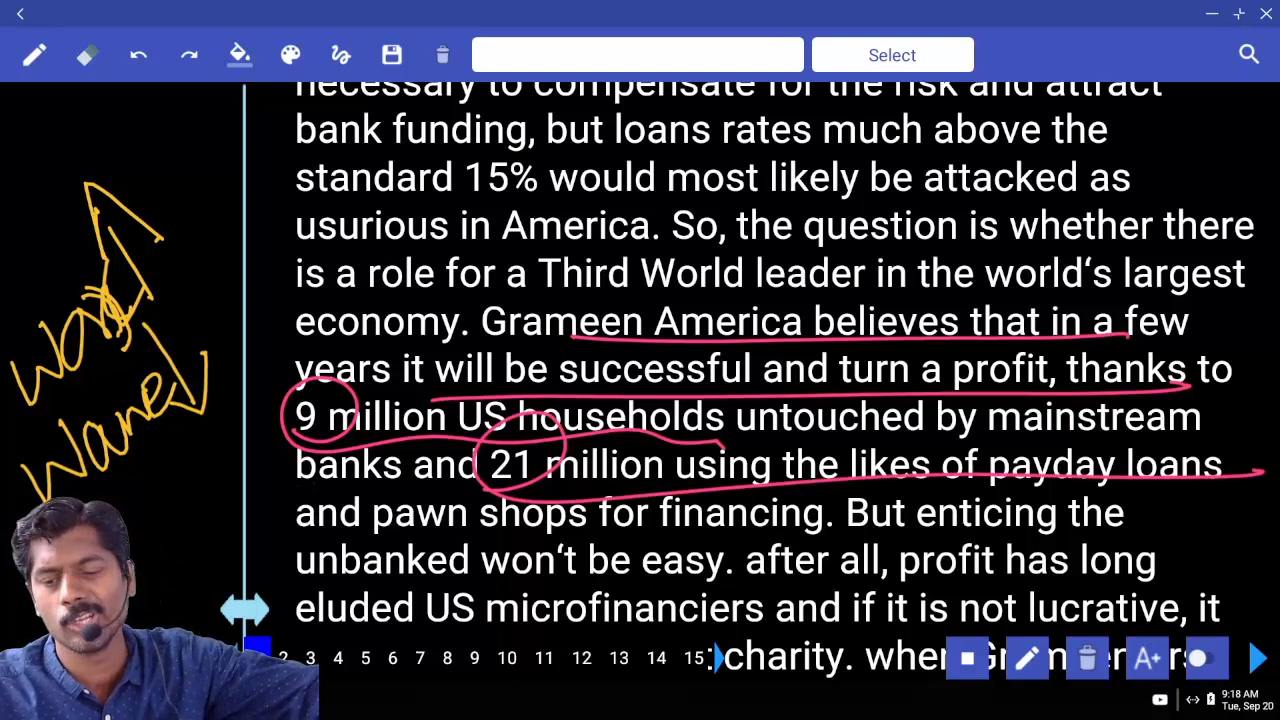 Select
necessary to compensate for the risk and attract
bank funding, but loans rates much above the
standard 15% would most likely be attacked as
usurious in America. So, the question is whether there
is a role for a Third World leader in the world‘s largest
economy. Grameen America believes that in a few
years it will be successful and turn a profit, thanks to
9 million US households untouched by mainstream
banks and 21 million using the likes of payday loans
and pawn shops for financing. But enticing the
unbanked won‘t be easy. after all, profit has long
eluded US microfinanciers and if it is not lucrative, it
charity. when
Waned
2 3 4 5 6 7 8 9 10 11 12 13 14 15
A+
9:18 AM
Tue, Sep 20